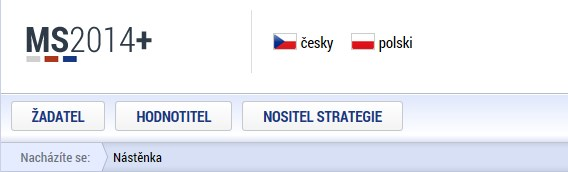 MS2014+ česky polski
ŽADATEL HODNOTITEL NOSITEL STRATEGIE
Nacházíte se: Nástěnka